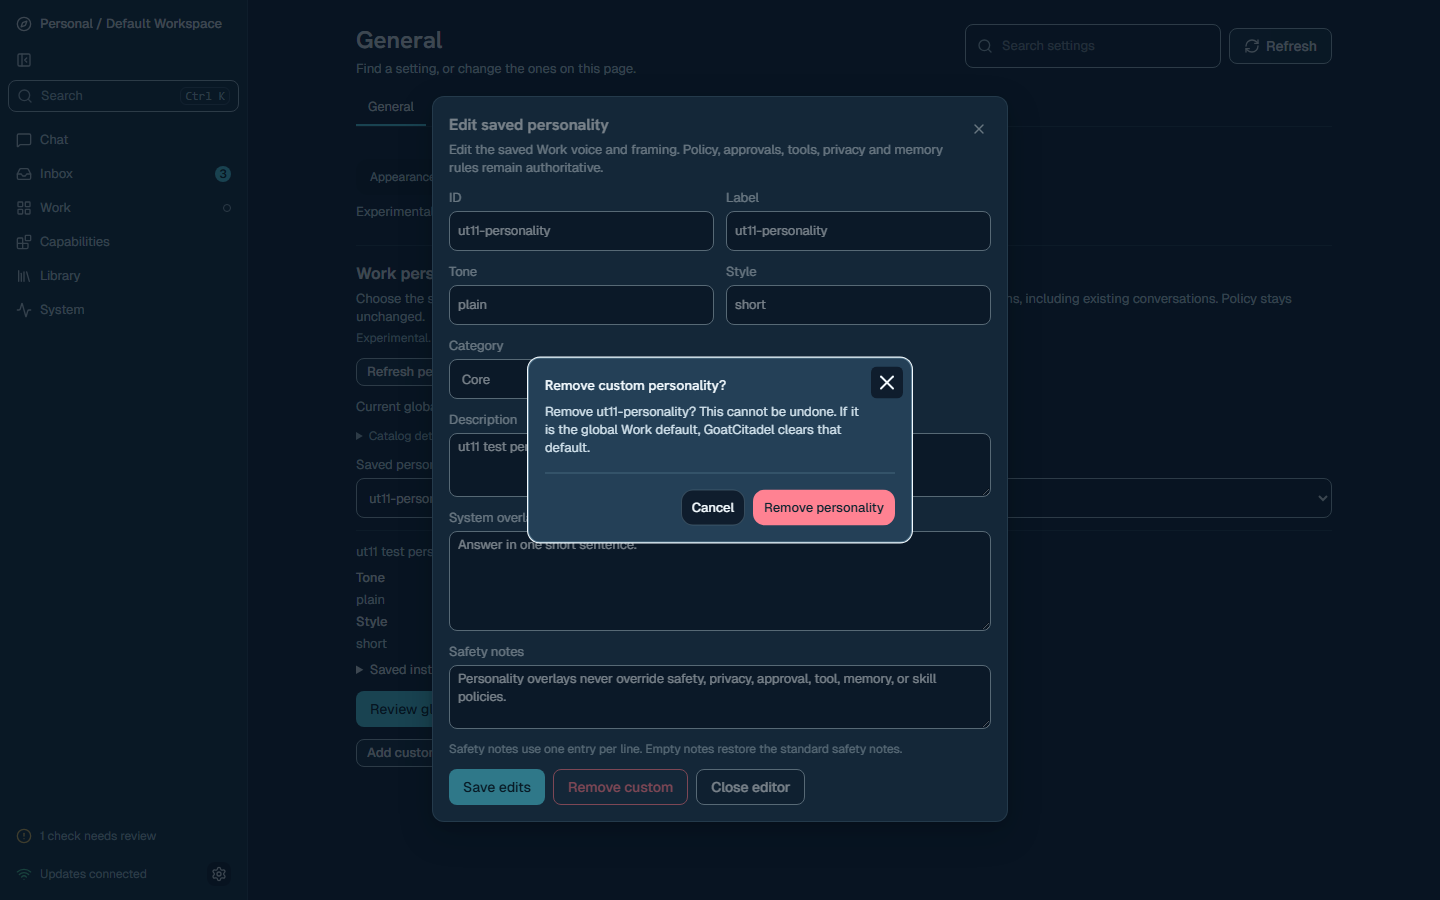 Personal / Default Workspace
Search
Ctrl K
Chat
Inbox
3
Work
Capabilities
Library
System
1 check needs review
Updates connected
General
Find a setting, or change the ones on this page.
Search settings
Refresh
General
Appearance
Experimental
Work pers
Choose the s
ns, including existing conversations. Policy stays
unchanged.
Experimental.
Refresh pe
Current globa
Catalog det
Saved person
ut11-person
ut11 test pers
Tone
plain
Style
short
Saved inst
Review gl
Add custom
Edit saved personality
Edit the saved Work voice and framing. Policy, approvals, tools, privacy and memory
rules remain authoritative.
ID
Label
ut11-personality
ut11-personality
Tone
Style
plain
short
Category
Core
Description
ut11 test per
System overl
Answer in one short sentence.
Safety notes
Personality overlays never override safety, privacy, approval, tool, memory, or skill
policies.
Safety notes use one entry per line. Empty notes restore the standard safety notes.
Save edits
Remove custom
Close editor
Remove custom personality?
Remove ut11-personality? This cannot be undone. If it
is the global Work default, GoatCitadel clears that
default.
Cancel
Remove personality